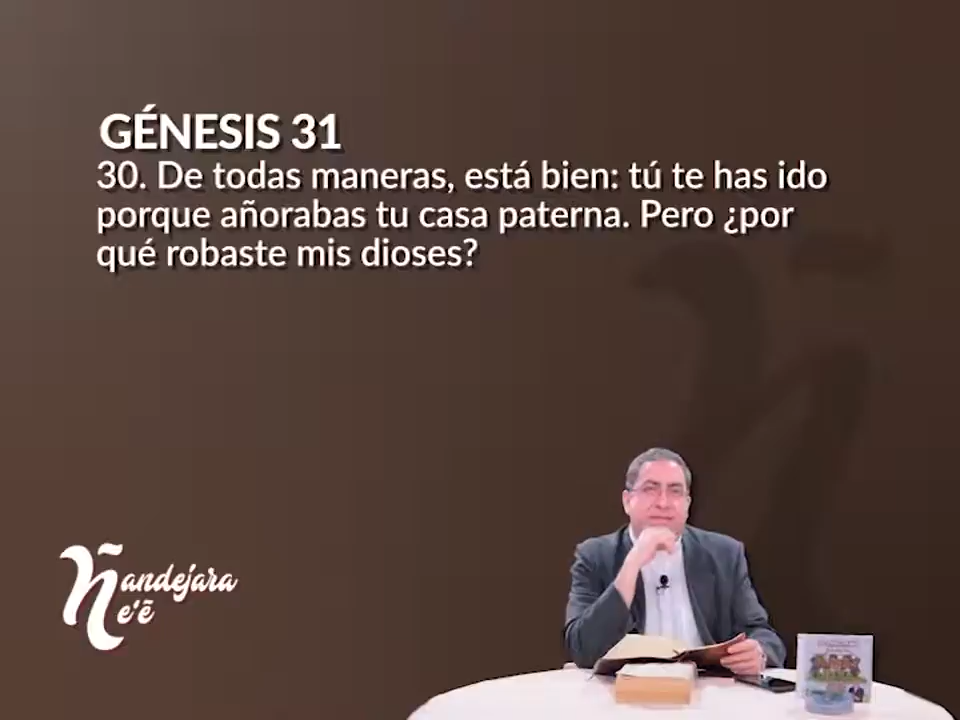 GÉNESIS 31
30. De todas maneras, está bien: tú te has ido
porque añorabas tu casa paterna. Pero ¿por
qué robaste mis dioses?
Ñandejara
Ñe'ẽ